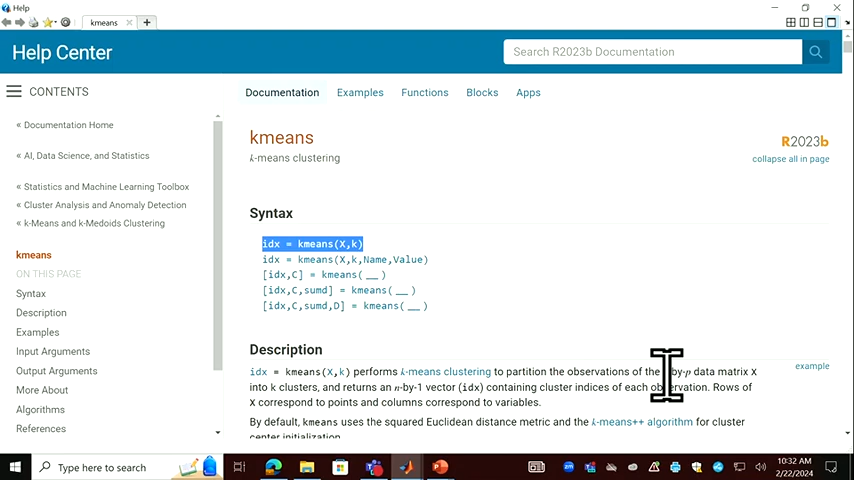 Help
kmeans
Help Center
Search R2023b Documentation
CONTENTS
Documentation
Examples
Functions
Blocks
Apps
« Documentation Home
« AI, Data Science, and Statistics
« Statistics and Machine Learning Toolbox
« Cluster Analysis and Anomaly Detection
« k-Means and k-Medoids Clustering
kmeans
ON THIS PAGE
Syntax
Description
Examples
Input Arguments
Output Arguments
More About
Algorithms
References
kmeans
k-means clustering
R2023b
collapse all in page
Syntax
idx = kmeans(X,k)
idx = kmeans(X,k,Name,Value)
[idx,C] = kmeans(__)
[idx,C,sumd] = kmeans(__)
[idx,C,sumd,D] = kmeans(__)
Description
idx = kmeans(X,k) performs k-means clustering to partition the observations of the -by-p data matrix X
into k clusters, and returns an n-by-1 vector (idx) containing cluster indices of each observation. Rows of
X correspond to points and columns correspond to variables.
example
By default, kmeans uses the squared Euclidean distance metric and the k-means++ algorithm for cluster
center initialization.
Type here to search
10:32 AM
2/22/2024